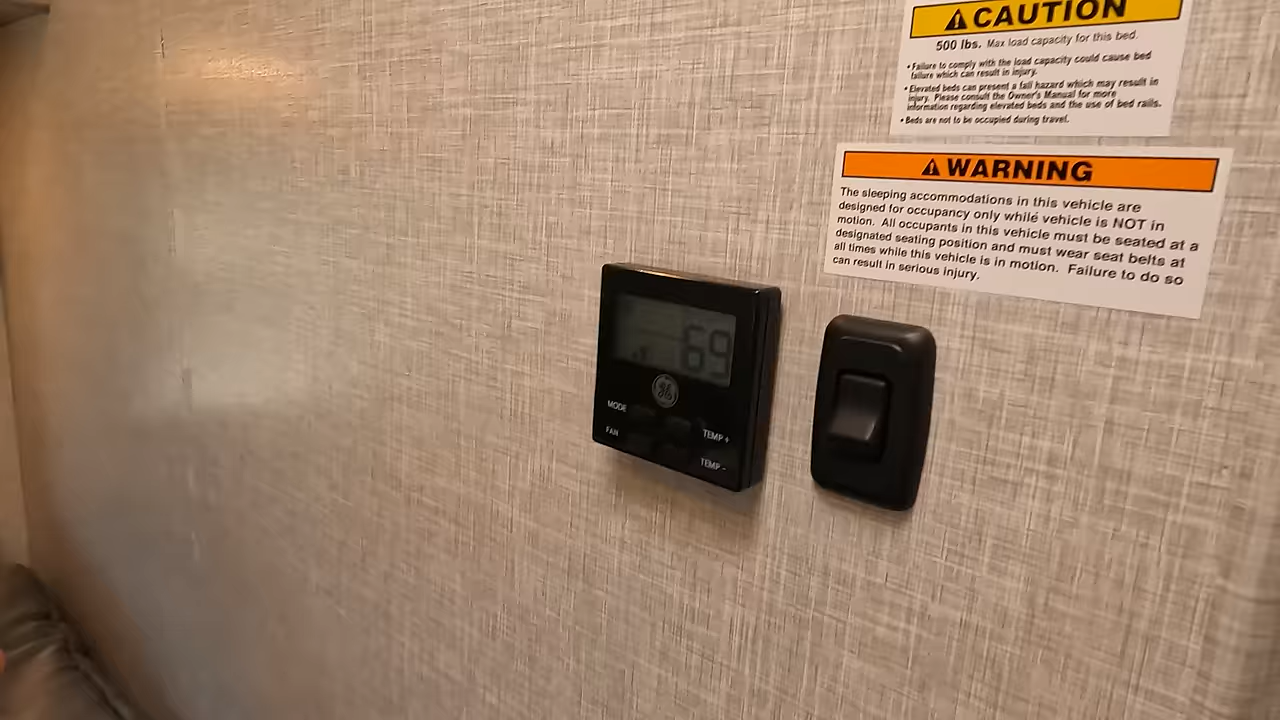 CAUTION
500 lbs. Max load capacity for this bed.
• Failure to comply with the load capacity could cause bed
failure which can result in injury.
• Elevated beds can present a fall hazard which may result in
injury. Please consult the Owner's Manual for more
information regarding elevated beds and the use of bed rails.
• Beds are not to be occupied during travel.
WARNING
The sleeping accommodations in this vehicle are
designed for occupancy only while vehicle is NOT in
motion. All occupants in this vehicle must be seated at a
designated seating position and must wear seat belts at
all times while this vehicle is in motion. Failure to do so
can result in serious injury.
69
GE
MODE
FAN
TEMP +
TEMP -